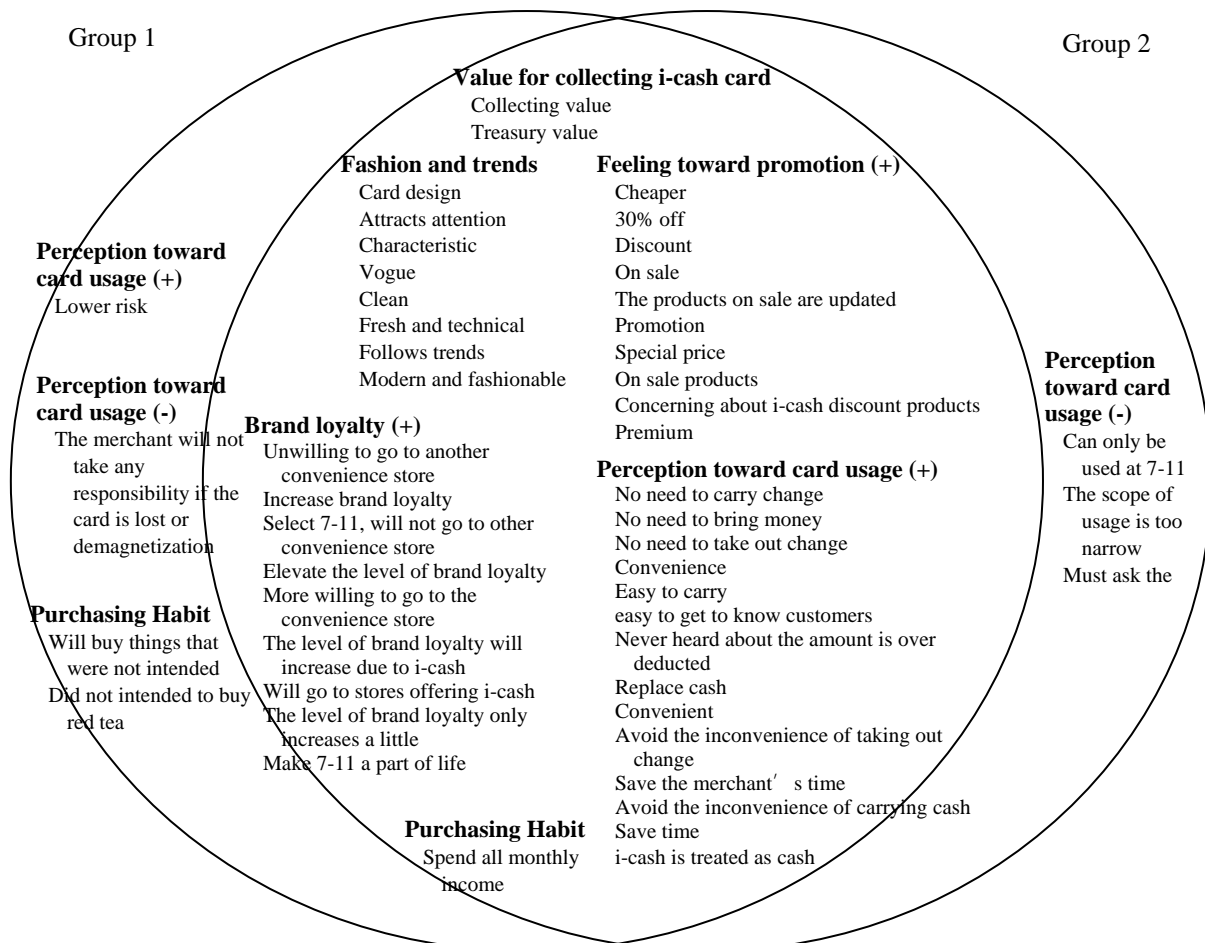 Group 1
Group 2
Value for collecting i-cash card
Collecting value
Treasury value
Fashion and trends
Card design
Attracts attention
Characteristic
Vogue
Clean
Fresh and technical
Follows trends
Modern and fashionable
Feeling toward promotion (+)
Cheaper
30% off
Discount
On sale
The products on sale are updated
Promotion
Special price
On sale products
Concerning about i-cash discount products
Premium
Perception toward
card usage (+)
Lower risk
Perception toward
card usage (-)
The merchant will not
take any
responsibility if the
card is lost or
demagnetization
Purchasing Habit
Will buy things that
were not intended
Did not intended to buy
red tea
Brand loyalty (+)
Unwilling to go to another
convenience store
Increase brand loyalty
Select 7-11, will not go to other
convenience store
Elevate the level of brand loyalty
More willing to go to the
convenience store
The level of brand loyalty will
increase due to i-cash
Will go to stores offering i-cash
The level of brand loyalty only
increases a little
Make 7-11 a part of life
Perception toward card usage (+)
No need to carry change
No need to bring money
No need to take out change
Convenience
Easy to carry
easy to get to know customers
Never heard about the amount is over
deducted
Replace cash
Convenient
Avoid the inconvenience of taking out
change
Save the merchant's time
Avoid the inconvenience of carrying cash
Save time
i-cash is treated as cash
Purchasing Habit
Spend all monthly
income
Perception
toward card
usage (-)
Can only be
used at 7-11
The scope of
usage is too
narrow
Must ask the